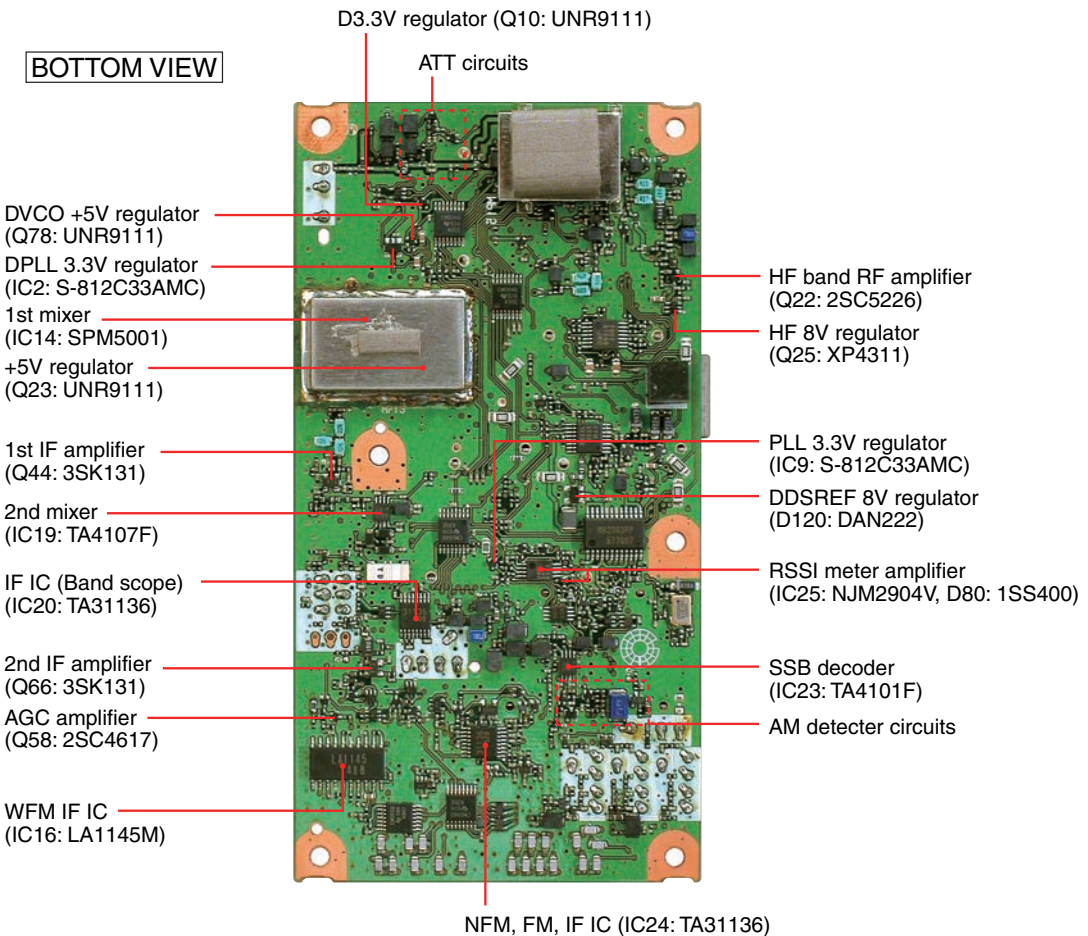 D3.3V regulator (Q10: UNR9111)
BOTTOM VIEW
ATT circuits
DVCO +5V regulator
(Q78: UNR9111)
DPLL 3.3V regulator
(IC2: S-812C33AMC)
1st mixer
(IC14: SPM5001)
+5V regulator
(Q23: UNR9111)
1st IF amplifier
(Q44: 3SK131)
2nd mixer
(IC19: TA4107F)
IF IC (Band scope)
(IC20: TA31136)
2nd IF amplifier
(Q66: 3SK131)
AGC amplifier
(Q58: 2SC4617)
WFM IF IC
(IC16: LA1145M)
HF band RF amplifier
(Q22: 2SC5226)
HF 8V regulator
(Q25: XP4311)
PLL 3.3V regulator
(IC9: S-812C33AMC)
DDSREF 8V regulator
(D120: DAN222)
RSSI meter amplifier
(IC25: NJM2904V, D80: 1SS400)
SSB decoder
(IC23: TA4101F)
AM detecter circuits
LA1145
NFM, FM, IF IC (IC24: TA31136)